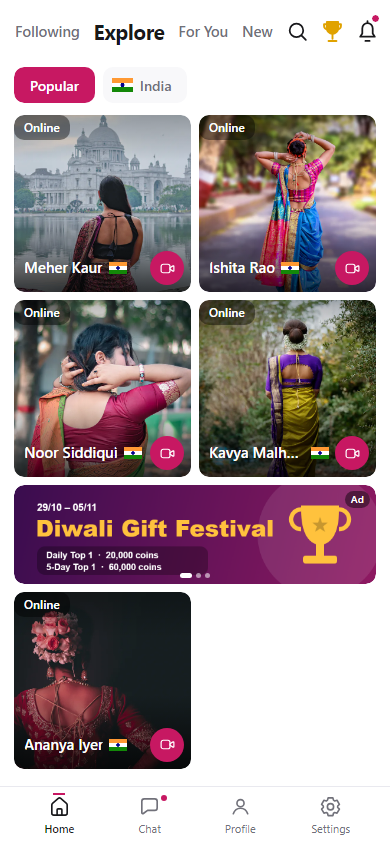 Following Explore For You New
Popular India
Online
Meher Kaur
Online
Ishita Rao
Online
Noor Siddiqui
Online
Kavya Malh...
Ad
29/10 – 05/11
Diwali Gift Festival
Daily Top 1 · 20,000 coins
5-Day Top 1 · 60,000 coins
Online
Ananya Iyer
Home Chat Profile Settings